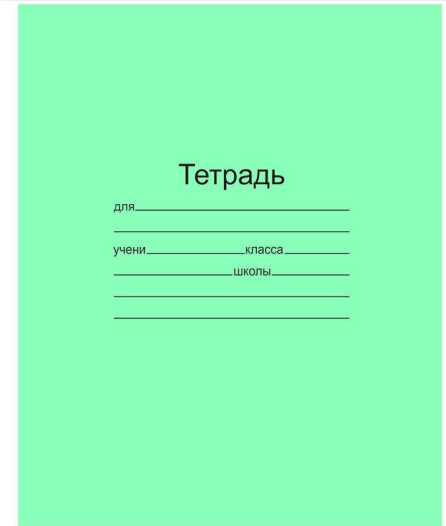 Тетрадь
для
учени класса
школы